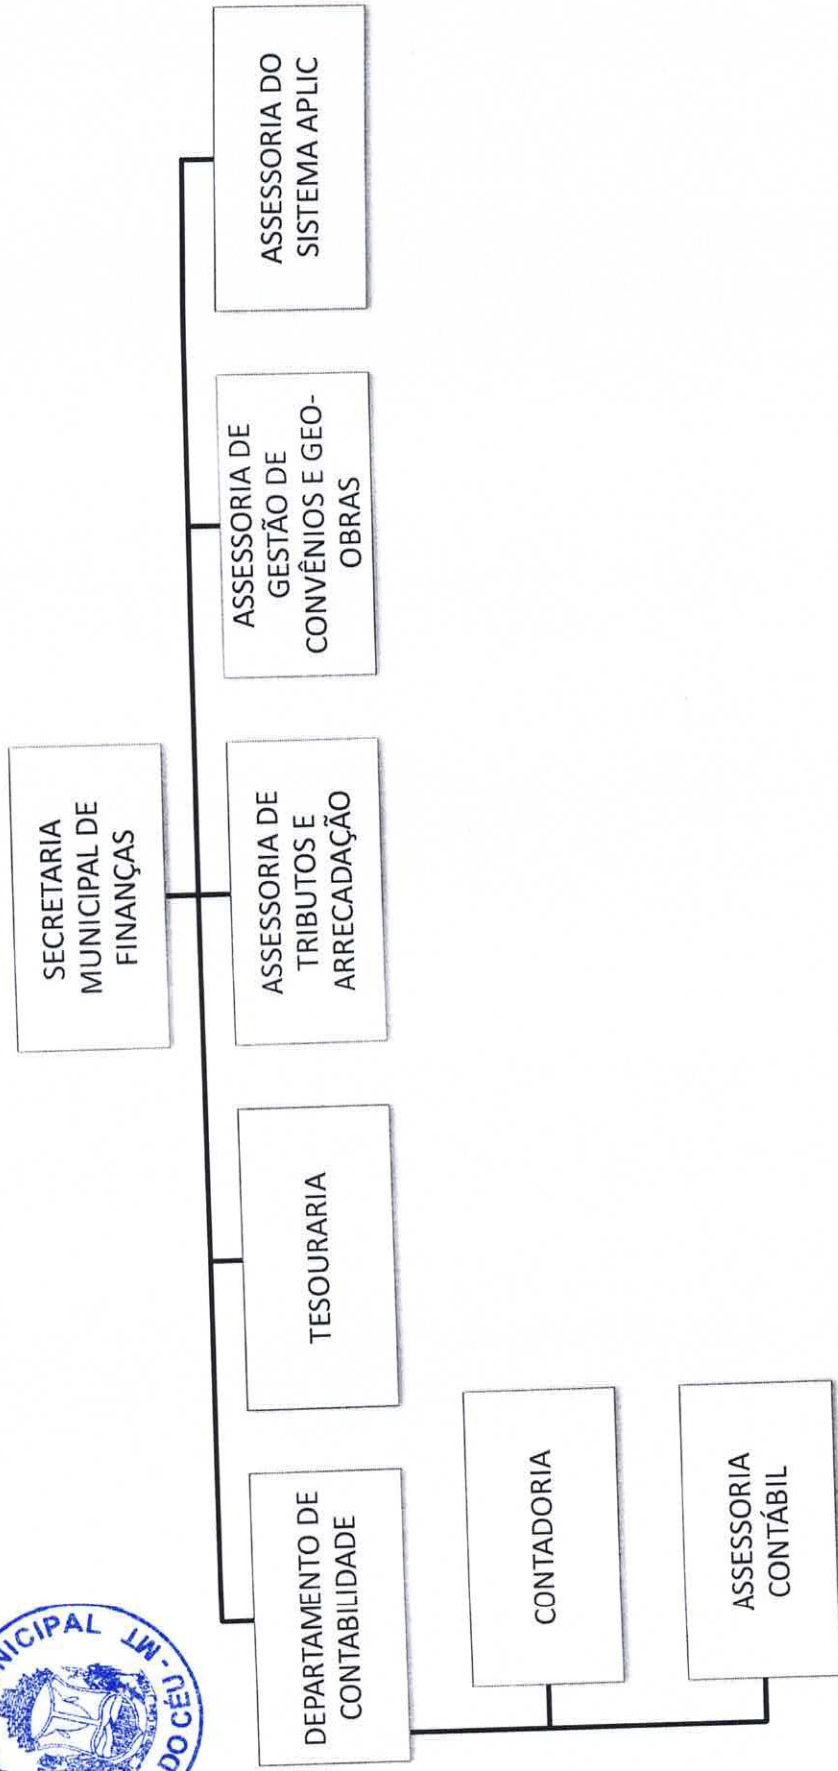 SECRETARIA
MUNICIPAL DE
FINANÇAS
DEPARTAMENTO DE
CONTABILIDADE
TESOURARIA
ASSESSORIA DE
TRIBUTOS E
ARRECADAÇÃO
ASSESSORIA DE
GESTÃO DE
CONVÊNIOS E GEO-
OBRAS
ASSESSORIA DO
SISTEMA APLIC
CONTADORIA
ASSESSORIA
CONTÁBIL
DO CÉU - MT